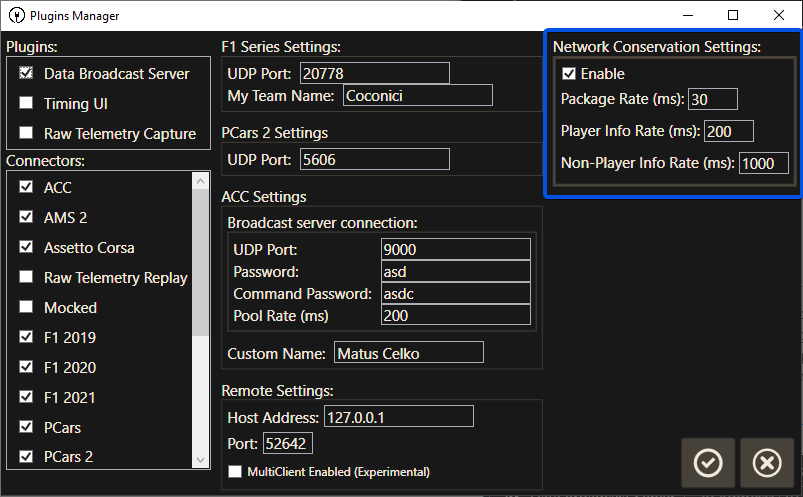 Plugins Manager
Plugins:
Data Broadcast Server
Timing UI
Raw Telemetry Capture
Connectors:
ACC
AMS 2
Assetto Corsa
Raw Telemetry Replay
Mocked
F1 2019
F1 2020
F1 2021
PCars
PCars 2
F1 Series Settings:
UDP Port: 20778
My Team Name: Coconici
PCars 2 Settings
UDP Port: 5606
ACC Settings
Broadcast server connection:
UDP Port: 9000
Password: asd
Command Password: asdc
Pool Rate (ms) 200
Custom Name: Matus Celko
Remote Settings:
Host Address: 127.0.0.1
Port: 52642
MultiClient Enabled (Experimental)
Network Conservation Settings:
Enable
Package Rate (ms): 30
Player Info Rate (ms): 200
Non-Player Info Rate (ms): 1000